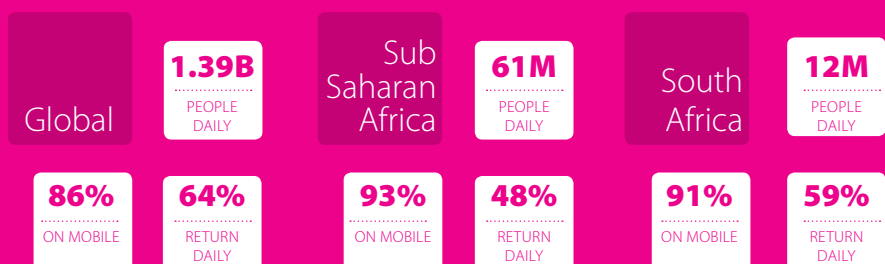 Global
1.39B
PEOPLE
DAILY
86%
ON MOBILE
64%
RETURN
DAILY
Sub
Saharan
Africa
61M
PEOPLE
DAILY
93%
ON MOBILE
48%
RETURN
DAILY
South
Africa
12M
PEOPLE
DAILY
91%
ON MOBILE
59%
RETURN
DAILY